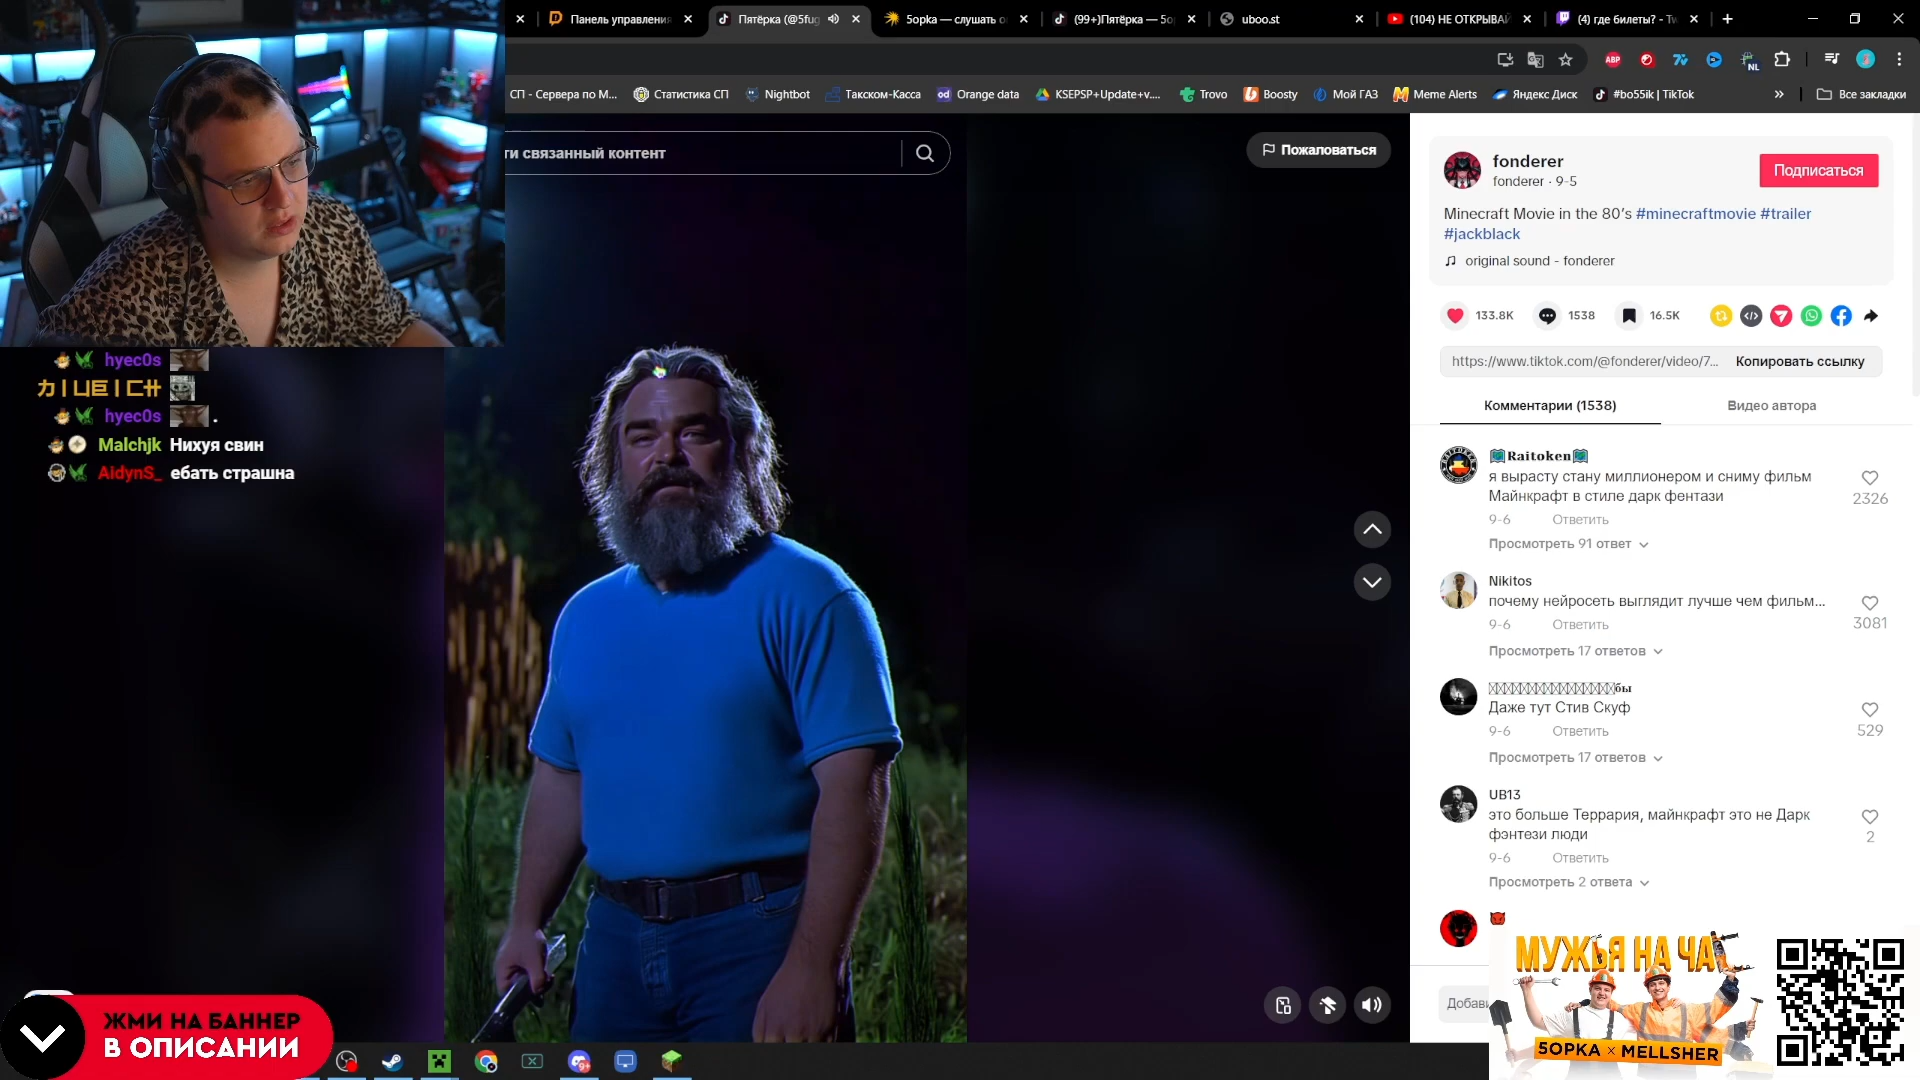 Панель управления
Пятёрка (@5fug
5opka — слушать о
(99+)Пятёрка — 5o
uboo.st
(104) НЕ ОТКРЫВАЙ
(4) где билеты? - Tw
ABP
NL
СП - Сервера по М...
Статистика СП
Nightbot
Такском-Касса
Orange data
KSEPSP+Update+v....
Trovo
Boosty
Мой ГАЗ
Meme Alerts
Яндекс Диск
#bo55ik | TikTok
Все закладки
ти связанный контент
Пожаловаться
fonderer
fonderer · 9-5
Подписаться
Minecraft Movie in the 80's #minecraftmovie #trailer
#jackblack
original sound - fonderer
133.8K
1538
16.5K
https://www.tiktok.com/@fonderer/video/7...
Копировать ссылку
Комментарии (1538)
Видео автора
Raitoken
я вырасту стану миллионером и сниму фильм
Майнкрафт в стиле дарк фентази
2326
9-6 Ответить
Просмотреть 91 ответ
Nikitos
почему нейросеть выглядит лучше чем фильм...
3081
9-6 Ответить
Просмотреть 17 ответов
бы
Даже тут Стив Скуф
529
9-6 Ответить
Просмотреть 17 ответов
UB13
это больше Террария, майнкрафт это не Дарк
фэнтези люди
2
9-6 Ответить
Просмотреть 2 ответа
Добави
hyec0s
hyec0s .
Malchjk Нихуя свин
AidynS_ ебать страшна
ЖМИ НА БАННЕР
В ОПИСАНИИ
МУЖЬЯ НА ЧА
5OPKA × MELLSHER